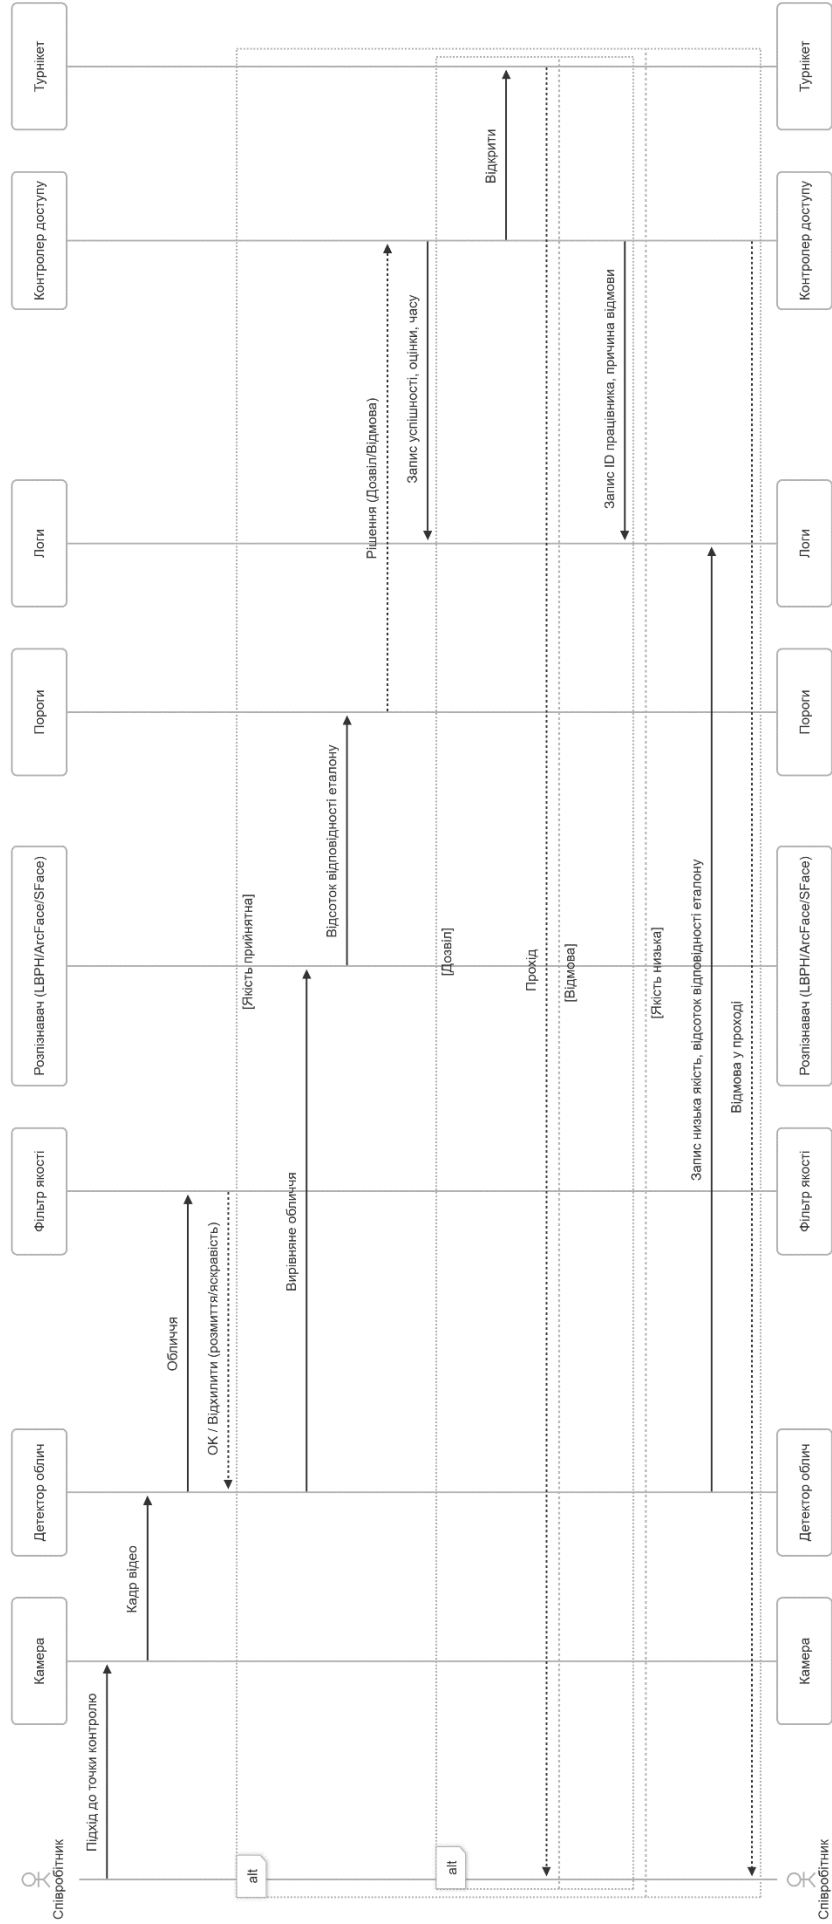 Співробітник
Камера
Детектор облич
Фільтр якості
Розпізнавач (LBPH/ArcFace/SFace)
Пороги
Логи
Контролер доступу
Турнікет
Підхід до точки контролю
Кадр відео
Обличчя
OK / Відхилити (розмиття/яскравість)
alt
[Якість прийнятна]
Вирівняне обличчя
Відсоток відповідності еталону
Рішення (Дозвіл/Відмова)
Запис успішності, оцінки, часу
alt
[Дозвіл]
Відкрити
Прохід
[Відмова]
Запис ID працівника, причина відмови
[Якість низька]
Запис низька якість, відсоток відповідності еталону
Відмова у проході
Співробітник
Камера
Детектор облич
Фільтр якості
Розпізнавач (LBPH/ArcFace/SFace)
Пороги
Логи
Контролер доступу
Турнікет